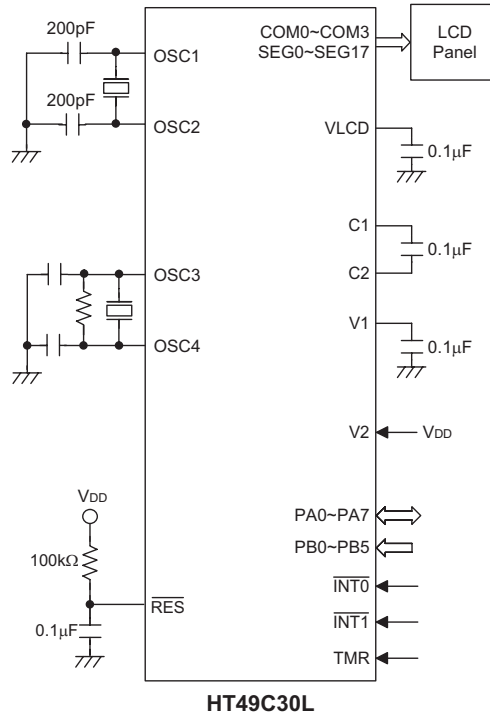 200pF
OSC1
200pF
OSC2
OSC3
OSC4
VDD
100kΩ
RES
0.1μF
COM0~COM3
SEG0~SEG17
LCD
Panel
VLCD
0.1μF
C1
0.1μF
C2
V1
0.1μF
V2
VDD
PA0~PA7
PB0~PB5
INT0
INT1
TMR
HT49C30L